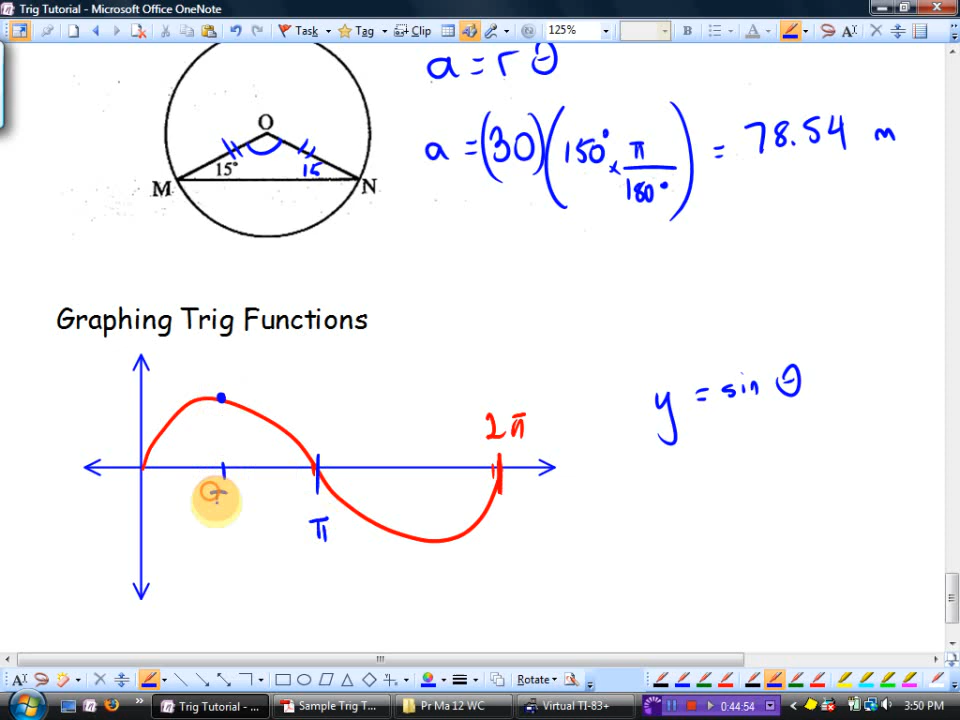 Trig Tutorial - Microsoft Office OneNote
Task
Tag
Clip
125%
B
A
a = r θ
O
15°
15
M
N
a = (30) (150° × π/180°) = 78.54 m
Graphing Trig Functions
y = sin θ
2π
π
Rotate
Trig Tutorial - ...
Sample Trig T...
Pr Ma 12 WC
Virtual TI-83+
0:44:54
3:50 PM